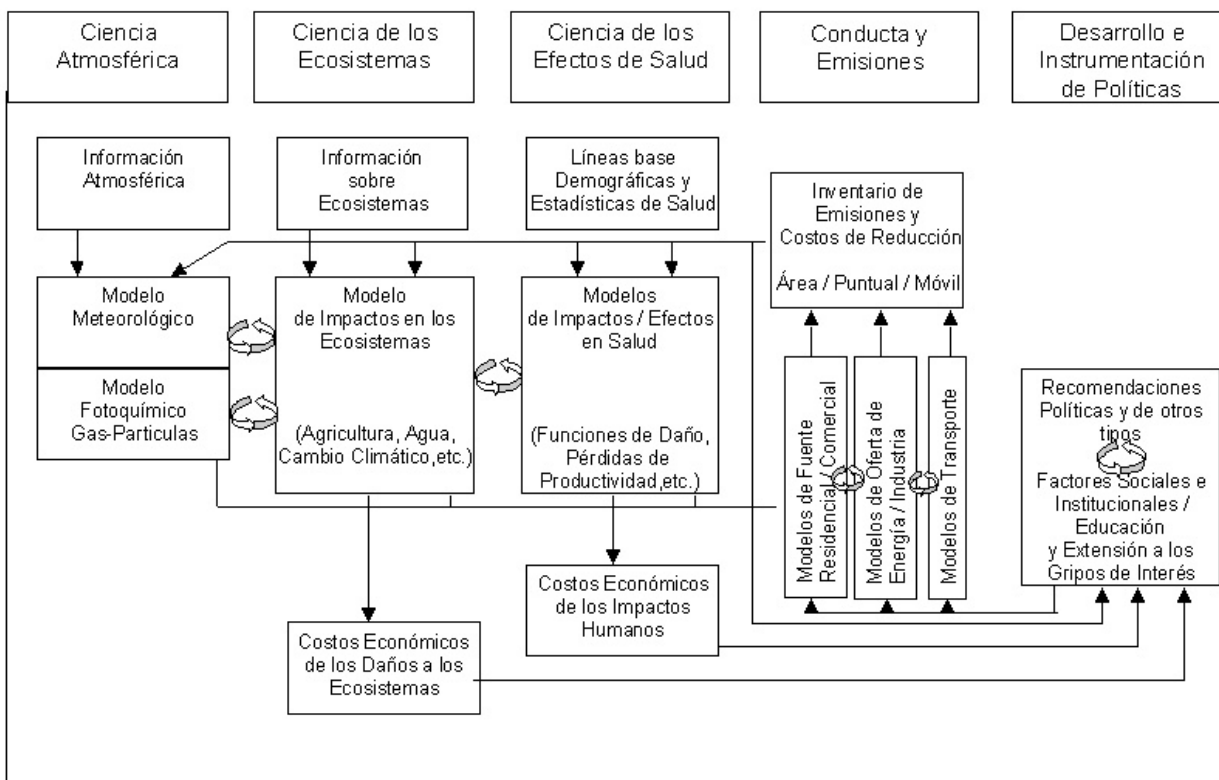 Ciencia
Atmosférica
Ciencia de los
Ecosistemas
Ciencia de los
Efectos de Salud
Conducta y
Emisiones
Desarrollo e
Instrumentación
de Políticas
Información
Atmosférica
Información
sobre
Ecosistemas
Líneas base
Demográficas y
Estadísticas de Salud
Inventario de
Emisiones y
Costos de Reducción
Área / Puntual / Móvil
Modelo
Meteorológico
Modelo
Fotoquímico
Gas-Particulas
Modelo
de Impactos en los
Ecosistemas
(Agricultura, Agua,
Cambio Climático,etc.)
Modelos
de Impactos / Efectos
en Salud
(Funciones de Daño,
Pérdidas de
Productividad,etc.)
Modelos de Fuente
Residencial / Comercial
Modelos de Oferta de
Energía / Industria
Modelos de Transporte
Recomendaciones
Políticas y de otros
tipos
Factores Sociales e
Institucionales /
Educación
y Extensión a los
Gripos de Interés
Costos Económicos
de los Impactos
Humanos
Costos Económicos
de los Daños a los
Ecosistemas